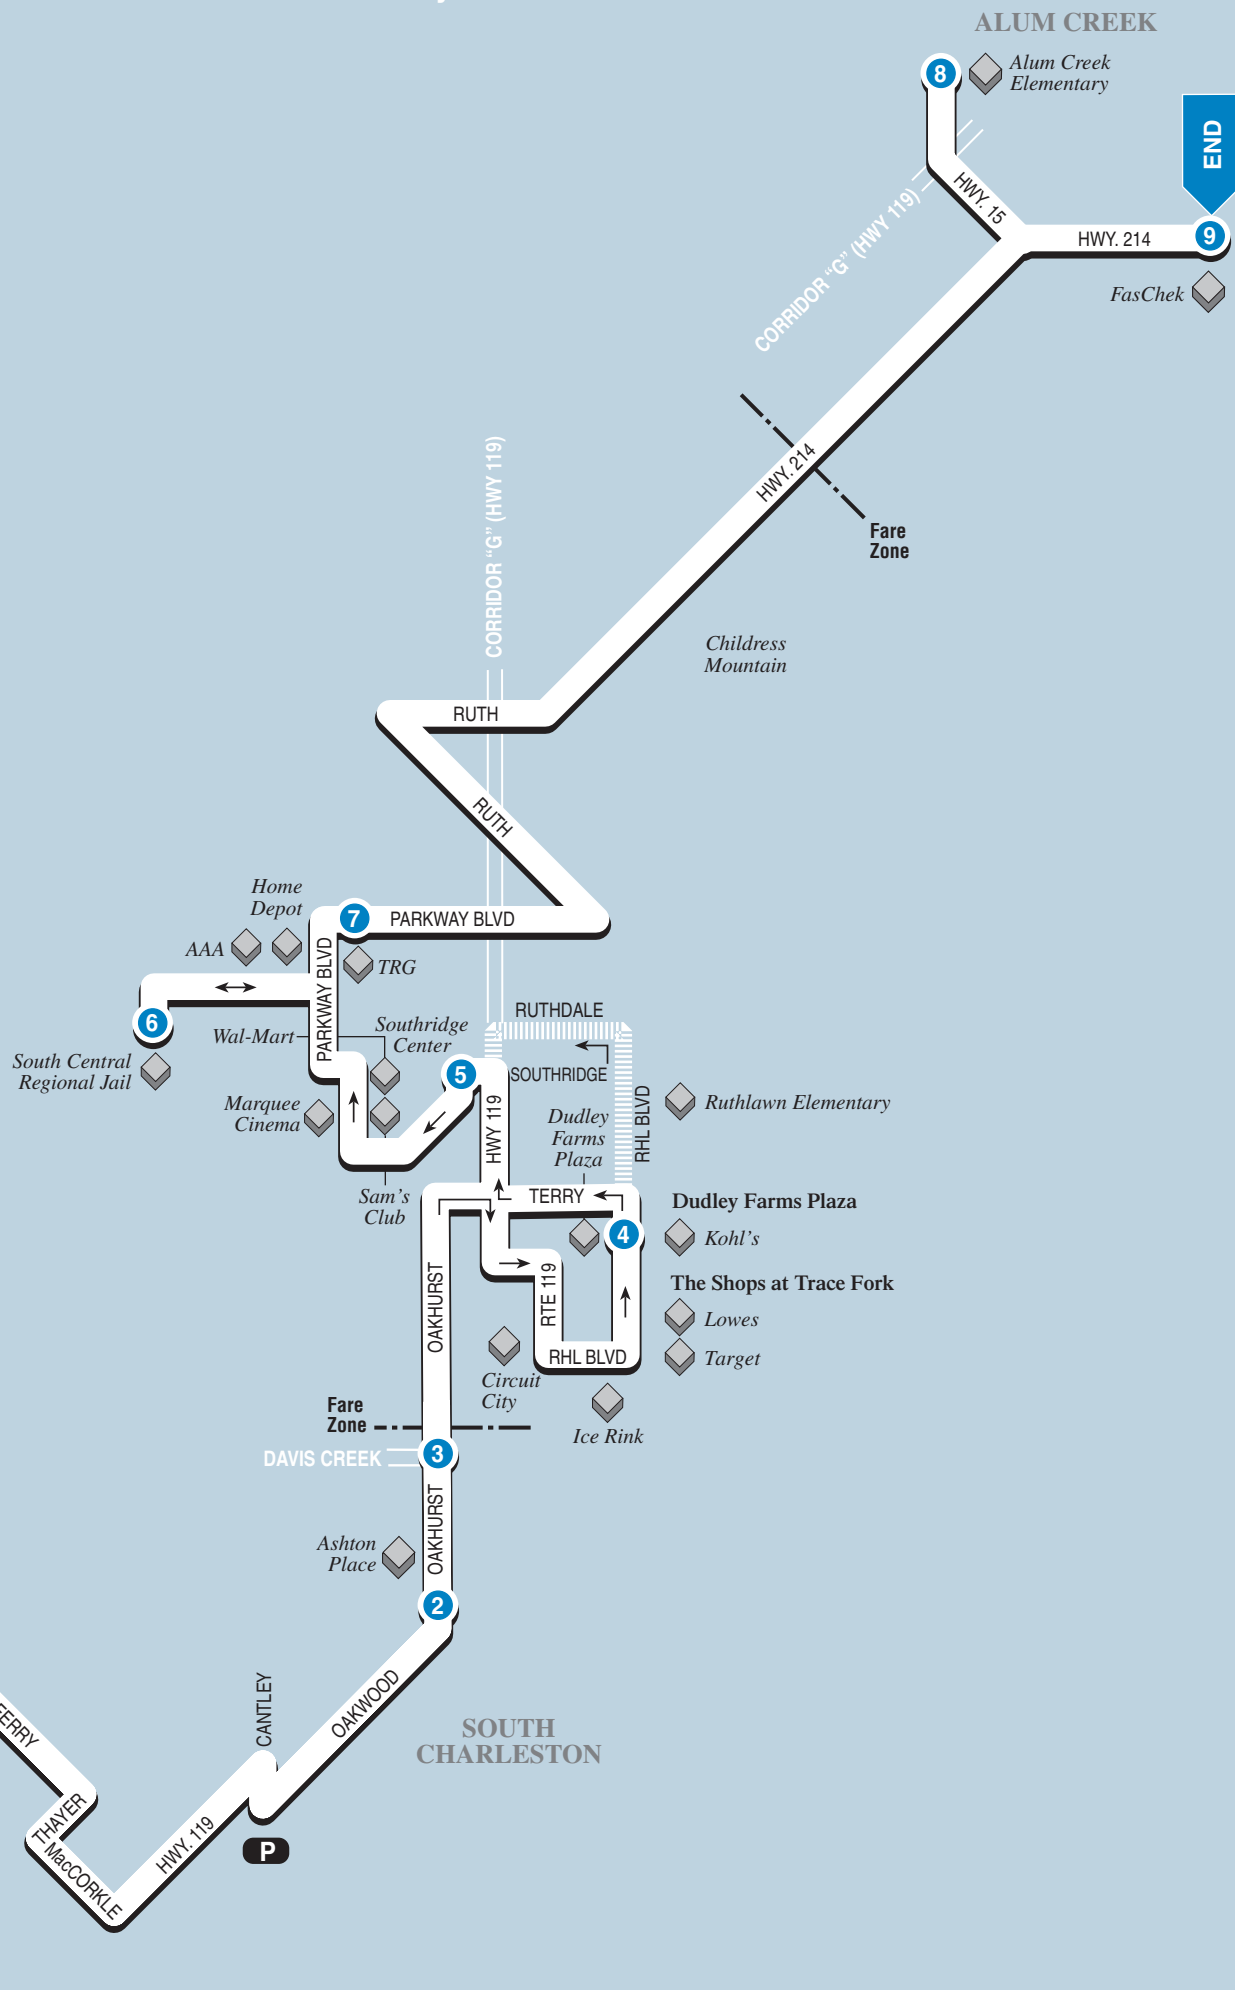 ALUM CREEK
8
Alum Creek
Elementary
END
HWY. 15
9
HWY. 214
CORRIDOR “G” (HWY 119)
FasChek
HWY. 214
Fare
Zone
CORRIDOR “G” (HWY 119)
Childress
Mountain
RUTH
RUTH
Home
Depot
7
PARKWAY BLVD
AAA
TRG
PARKWAY BLVD
6
RUTHDALE
Wal-Mart
Southridge
Center
South Central
Regional Jail
5
SOUTHRIDGE
Marquee
Cinema
HWY 119
Dudley
Farms
Plaza
RHL BLVD
Ruthlawn Elementary
Sam’s
Club
TERRY
Dudley Farms Plaza
4
Kohl's
OAKHURST
RTE 119
The Shops at Trace Fork
Lowes
RHL BLVD
Target
Circuit
City
Fare
Zone
Ice Rink
3
DAVIS CREEK
OAKHURST
Ashton
Place
2
CANTLEY
OAKWOOD
SOUTH
CHARLESTON
THAYER
HWY. 119
P
MacCORKLE